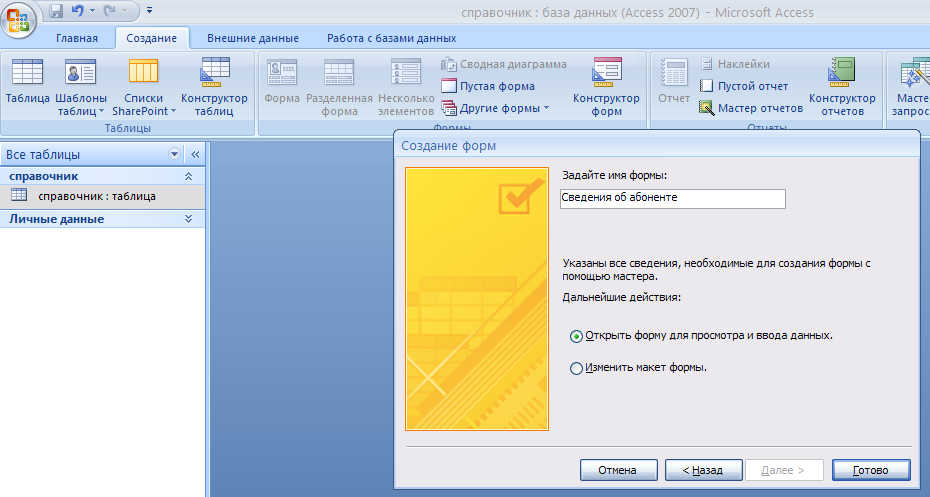 справочник : база данных (Access 2007) - Microsoft Access
Главная Создание Внешние данные Работа с базами данных
Таблица Шаблоны таблиц Списки SharePoint Конструктор таблиц
Таблицы
Форма Разделенная форма Несколько элементов
Сводная диаграмма
Пустая форма
Другие формы
Конструктор форм
Формы
Отчет
Наклейки
Пустой отчет
Мастер отчетов
Конструктор отчетов
Отчеты
Масте
запрос
Все таблицы
справочник
справочник : таблица
Личные данные
Создание форм
Задайте имя формы:
Сведения об абоненте
Указаны все сведения, необходимые для создания формы с
помощью мастера.
Дальнейшие действия:
Открыть форму для просмотра и ввода данных.
Изменить макет формы.
Отмена < Назад Далее > Готово